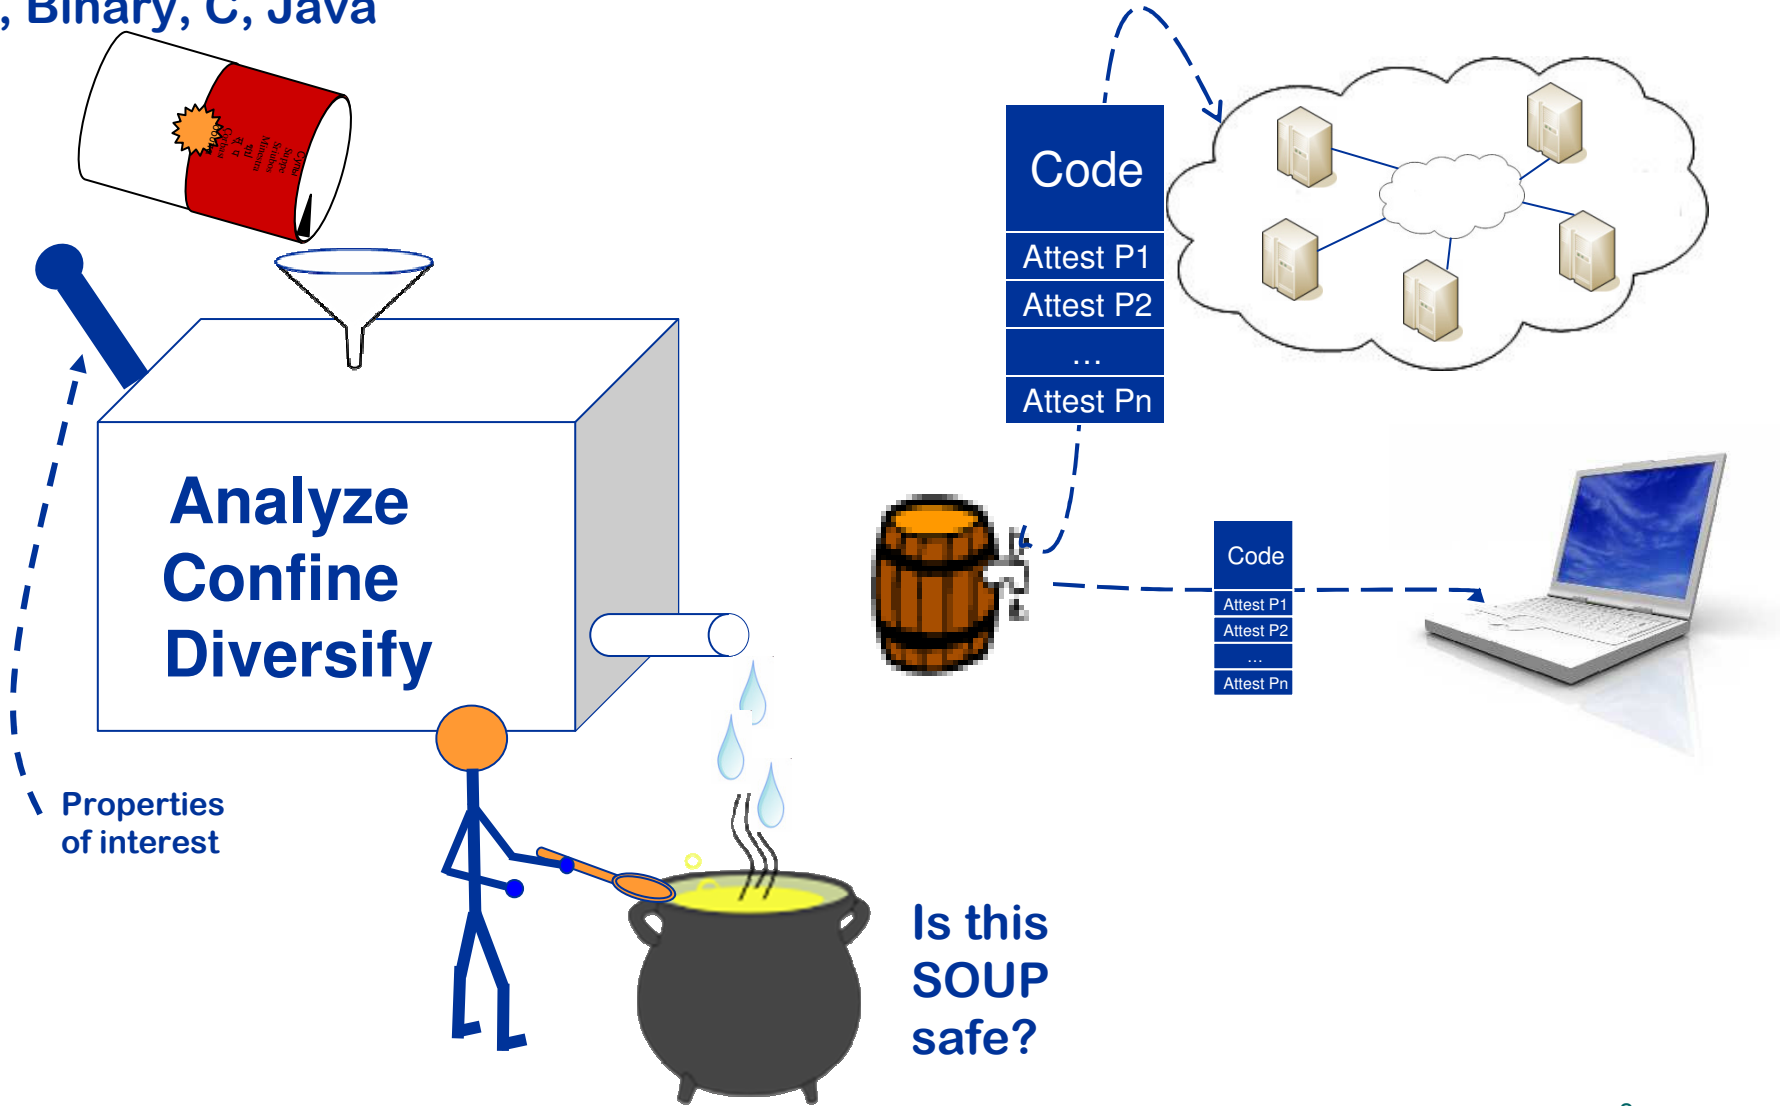 , Binary, C, Java
Code
Attest P1
Attest P2
...
Attest Pn
Analyze
Confine
Diversify
Code
Attest P1
Attest P2
...
Attest Pn
Properties
of interest
Is this
SOUP
safe?